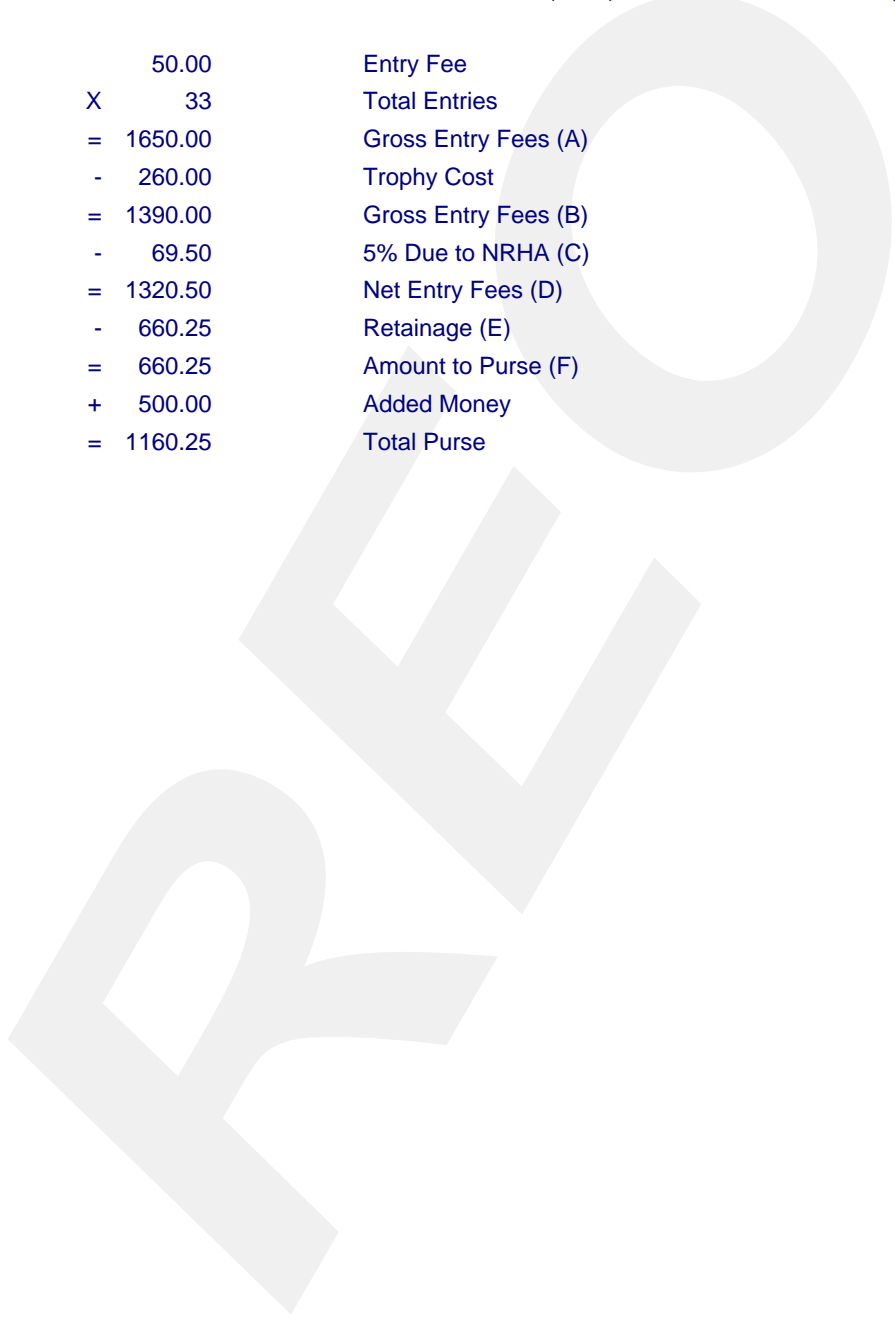 50.00 Entry Fee
X 33 Total Entries
= 1650.00 Gross Entry Fees (A)
- 260.00 Trophy Cost
= 1390.00 Gross Entry Fees (B)
- 69.50 5% Due to NRHA (C)
= 1320.50 Net Entry Fees (D)
- 660.25 Retainage (E)
= 660.25 Amount to Purse (F)
+ 500.00 Added Money
= 1160.25 Total Purse
REO